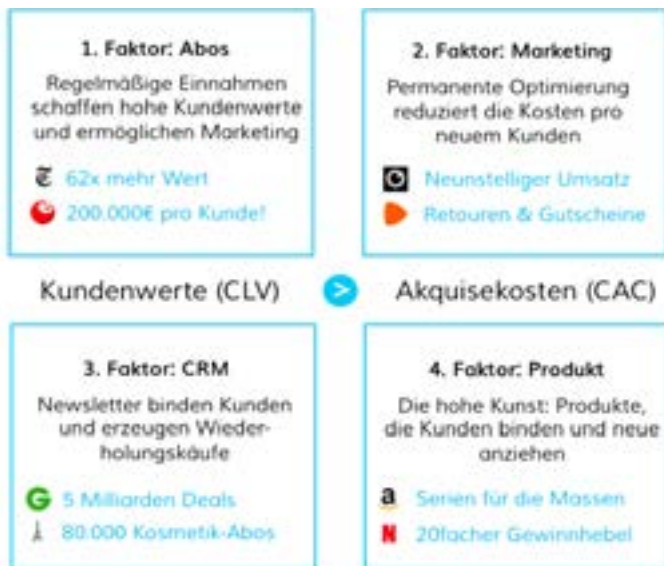 1. Faktor: Abos
Regelmäßige Einnahmen
schaffen hohe Kundenwerte
und ermöglichen Marketing
62x mehr Wert
200.000€ pro Kunde!
2. Faktor: Marketing
Permanente Optimierung
reduziert die Kosten pro
neuem Kunden
Neunstelliger Umsatz
Retouren & Gutscheine
Kundenwerte (CLV) > Akquisekosten (CAC)
3. Faktor: CRM
Newsletter binden Kunden
und erzeugen Wieder-
holungskäufe
G 5 Milliarden Deals
80.000 Kosmetik-Abos
4. Faktor: Produkt
Die hohe Kunst: Produkte,
die Kunden binden und neue
anziehen
a Serien für die Massen
N 20facher Gewinnhebel